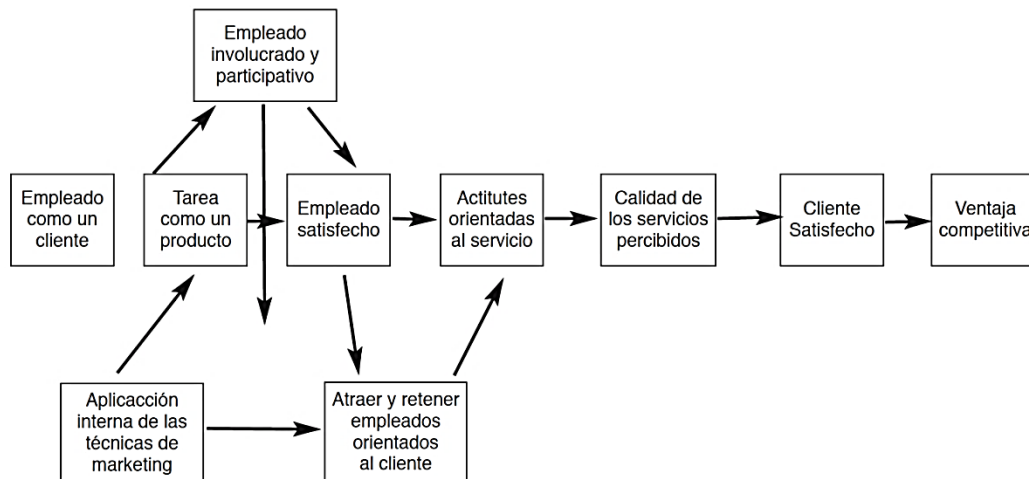 Empleado
involucrado y
participativo
Empleado
como un
cliente
Tarea
como un
producto
Empleado
satisfecho
Actitutes
orientadas
al servicio
Calidad de
los servicios
percibidos
Cliente
Satisfecho
Ventaja
competitiva
Aplicacción
interna de las
técnicas de
marketing
Atraer y retener
empleados
orientados
al cliente